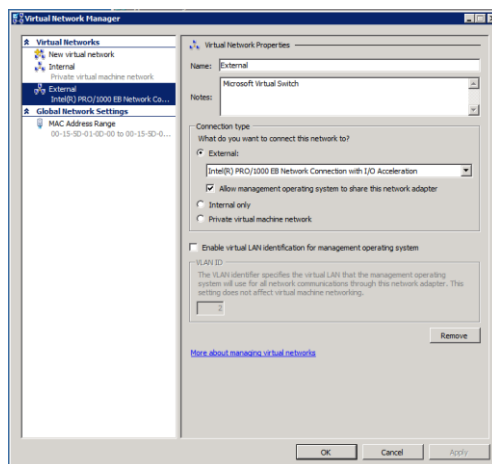 Virtual Network Manager
Virtual Networks
New virtual network
Internal
Private virtual machine network
External
Intel(R) PRO/1000 EB Network Co...
Global Network Settings
MAC Address Range
00-15-5D-01-0D-00 to 00-15-5D-0...
Virtual Network Properties
Name: External
Notes: Microsoft Virtual Switch
Connection type
What do you want to connect this network to?
External:
Intel(R) PRO/1000 EB Network Connection with I/O Acceleration
Allow management operating system to share this network adapter
Internal only
Private virtual machine network
Enable virtual LAN identification for management operating system
VLAN ID
The VLAN identifier specifies the virtual LAN that the management operating
system will use for all network communications through this network adapter. This
setting does not affect virtual machine networking.
2
Remove
More about managing virtual networks
OK Cancel Apply